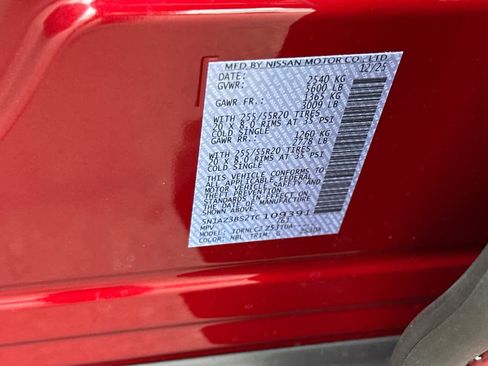 MFD BY NISSAN MOTOR CO., LTD
DATE: 12/25
GVWR: 2540 KG
5600 LB
GAWR FR.: 1365 KG
3009 LB
WITH 255/55R20 TIRES
20 X 8.0 RIMS AT 35 PSI
COLD SINGLE
GAWR RR.: 1260 KG
2778 LB
WITH 255/55R20 TIRES
20 X 8.0 RIMS AT 35 PSI
COLD SINGLE
THIS VEHICLE CONFORMS TO
ALL APPLICABLE FEDERAL
MOTOR VEHICLE SAFETY AND
THEFT PREVENTION
STANDARDS IN EFFECT ON
THE DATE OF MANUFACTURE
5N1AZ3BS2TC109391
MPV
MODEL:
COLOR: NBL TRIM: G